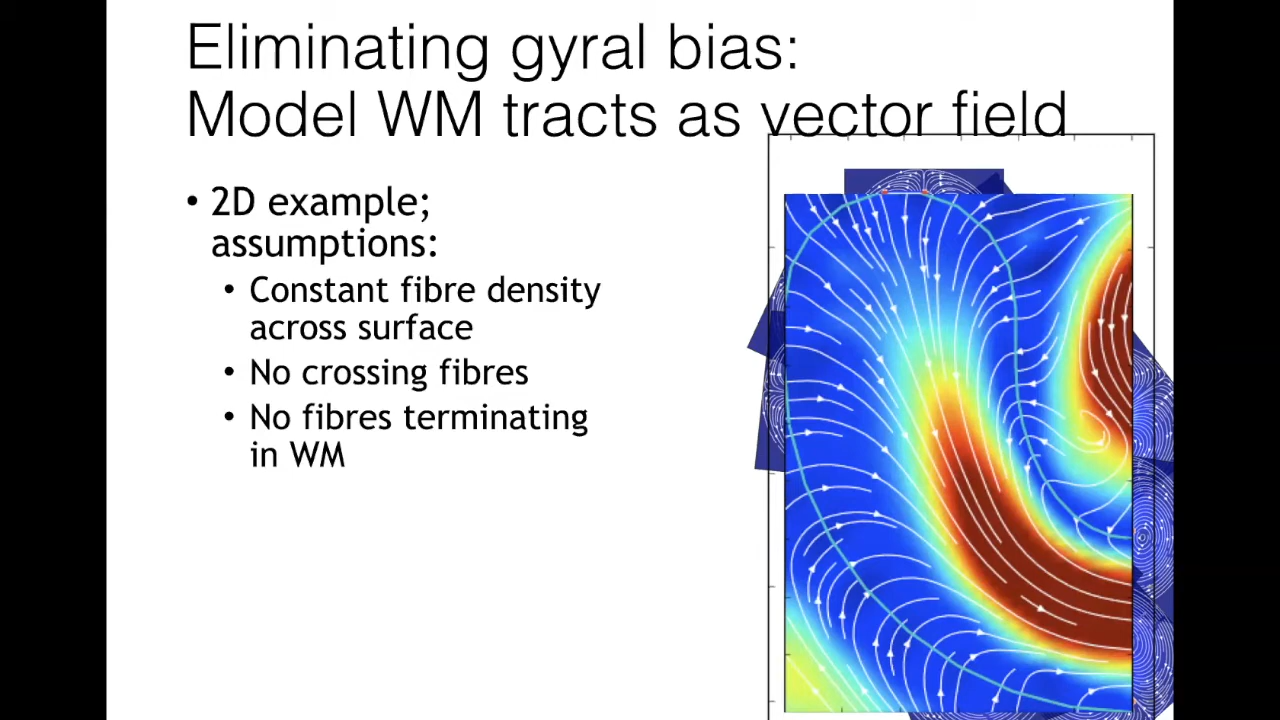 Eliminating gyral bias:
Model WM tracts as vector field
• 2D example;
assumptions:
• Constant fibre density
across surface
• No crossing fibres
• No fibres terminating
in WM